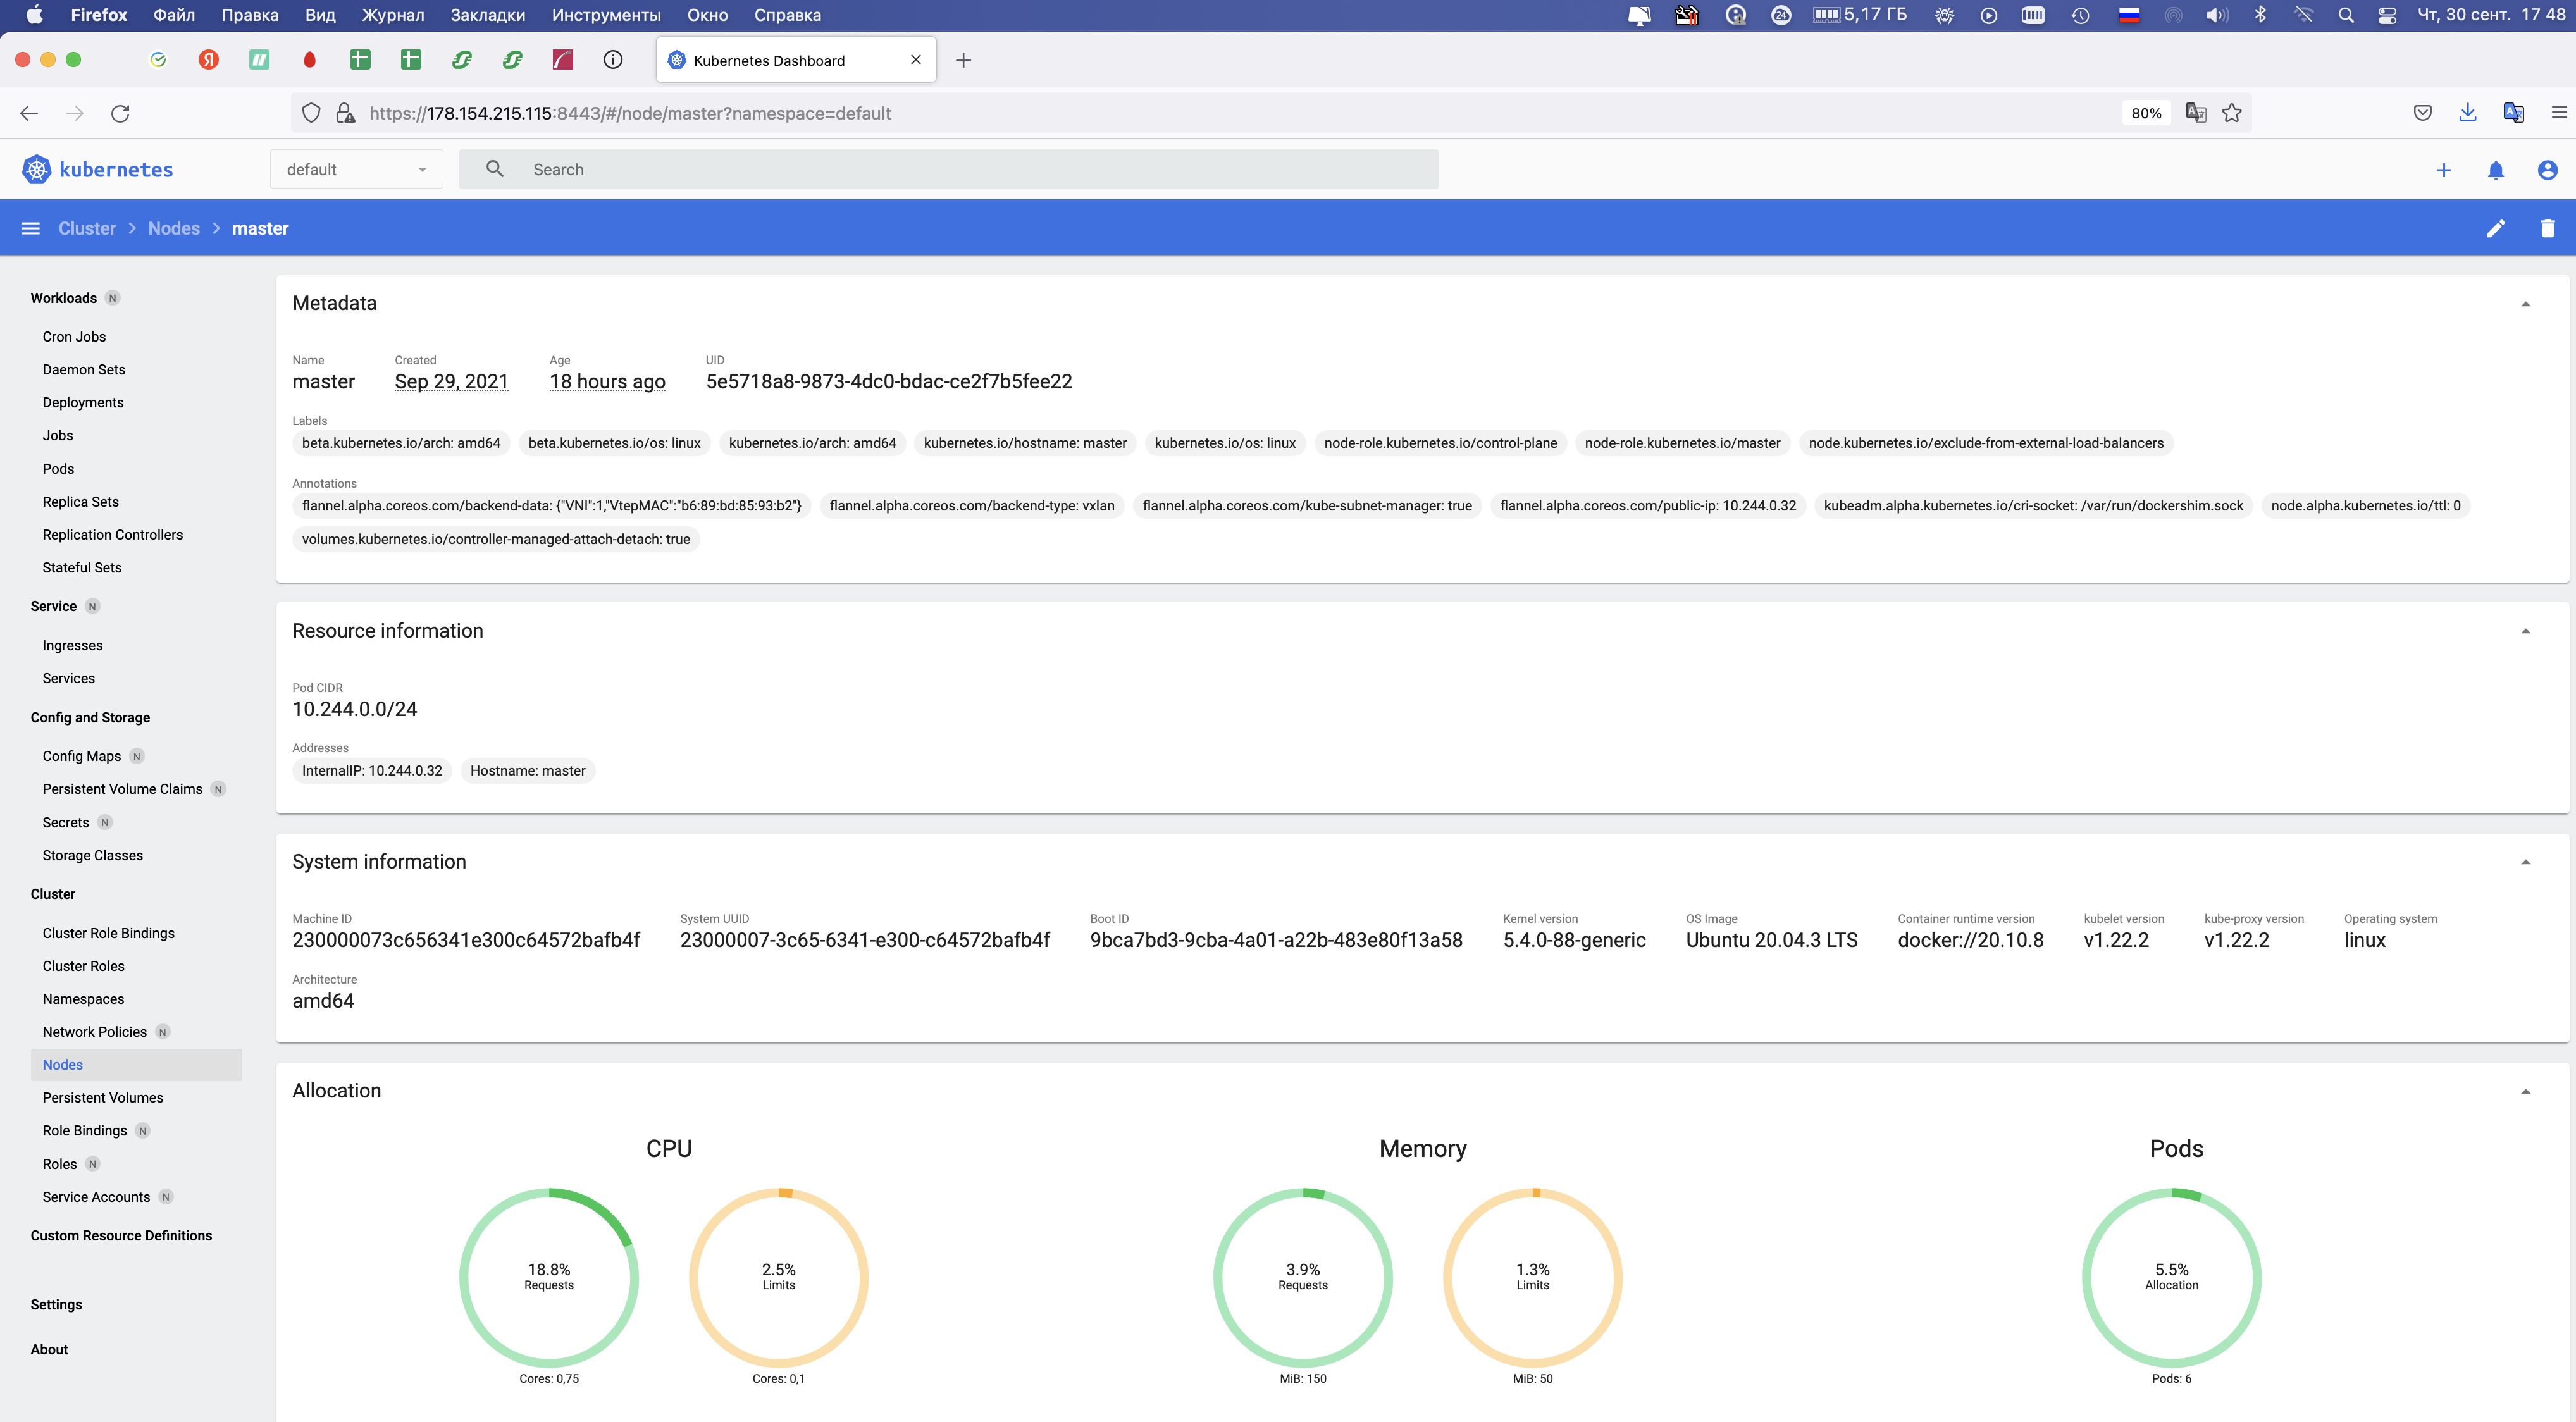 Firefox Файл Правка Вид Журнал Закладки Инструменты Окно Справка 24 5,17 ГБ Чт, 30 сент. 17 48
Я Kubernetes Dashboard
https://178.154.215.115:8443/#/node/master?namespace=default 80%
kubernetes default Search
Cluster Nodes master
Workloads N
Cron Jobs
Daemon Sets
Deployments
Jobs
Pods
Replica Sets
Replication Controllers
Stateful Sets
Service N
Ingresses
Services
Config and Storage
Config Maps N
Persistent Volume Claims N
Secrets N
Storage Classes
Cluster
Cluster Role Bindings
Cluster Roles
Namespaces
Network Policies N
Nodes
Persistent Volumes
Role Bindings N
Roles N
Service Accounts N
Custom Resource Definitions
Settings
About
Metadata
Name Created Age UID
master Sep 29, 2021 18 hours ago 5e5718a8-9873-4dc0-bdac-ce2f7b5fee22
Labels
beta.kubernetes.io/arch: amd64 beta.kubernetes.io/os: linux kubernetes.io/arch: amd64 kubernetes.io/hostname: master kubernetes.io/os: linux node-role.kubernetes.io/control-plane node-role.kubernetes.io/master node.kubernetes.io/exclude-from-external-load-balancers
Annotations
flannel.alpha.coreos.com/backend-data: {"VNI":1,"VtepMAC":"b6:89:bd:85:93:b2"} flannel.alpha.coreos.com/backend-type: vxlan flannel.alpha.coreos.com/kube-subnet-manager: true flannel.alpha.coreos.com/public-ip: 10.244.0.32 kubeadm.alpha.kubernetes.io/cri-socket: /var/run/dockershim.sock node.alpha.kubernetes.io/ttl: 0
volumes.kubernetes.io/controller-managed-attach-detach: true
Resource information
Pod CIDR
10.244.0.0/24
Addresses
InternalIP: 10.244.0.32 Hostname: master
System information
Machine ID System UUID Boot ID Kernel version OS Image Container runtime version kubelet version kube-proxy version Operating system
230000073c656341e300c64572bafb4f 23000007-3c65-6341-e300-c64572bafb4f 9bca7bd3-9cba-4a01-a22b-483e80f13a58 5.4.0-88-generic Ubuntu 20.04.3 LTS docker://20.10.8 v1.22.2 v1.22.2 linux
Architecture
amd64
Allocation
CPU Memory Pods
18.8% 2.5% 3.9% 1.3% 5.5%
Requests Limits Requests Limits Allocation
Cores: 0,75 Cores: 0,1 MiB: 150 MiB: 50 Pods: 6